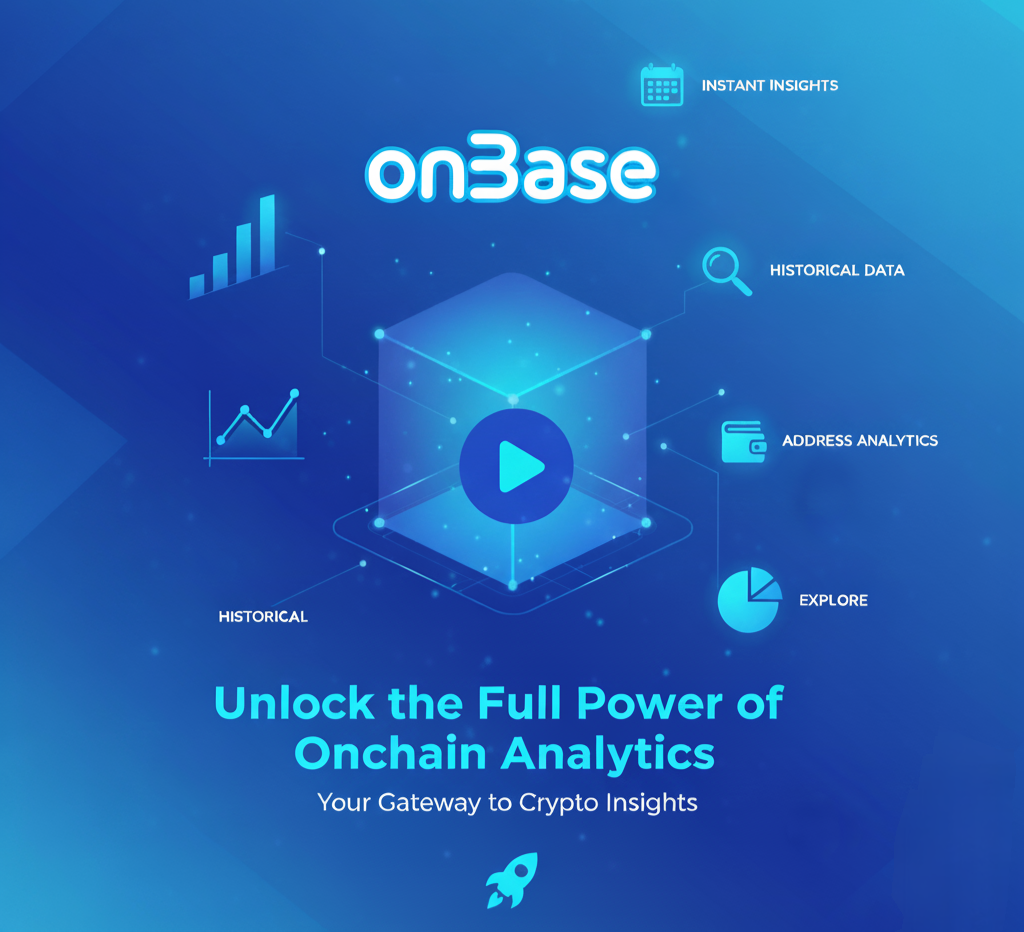 INSTANT INSIGHTS
onBase
HISTORICAL DATA
ADDRESS ANALYTICS
EXPLORE
HISTORICAL
Unlock the Full Power of
Onchain Analytics
Your Gateway to Crypto Insights